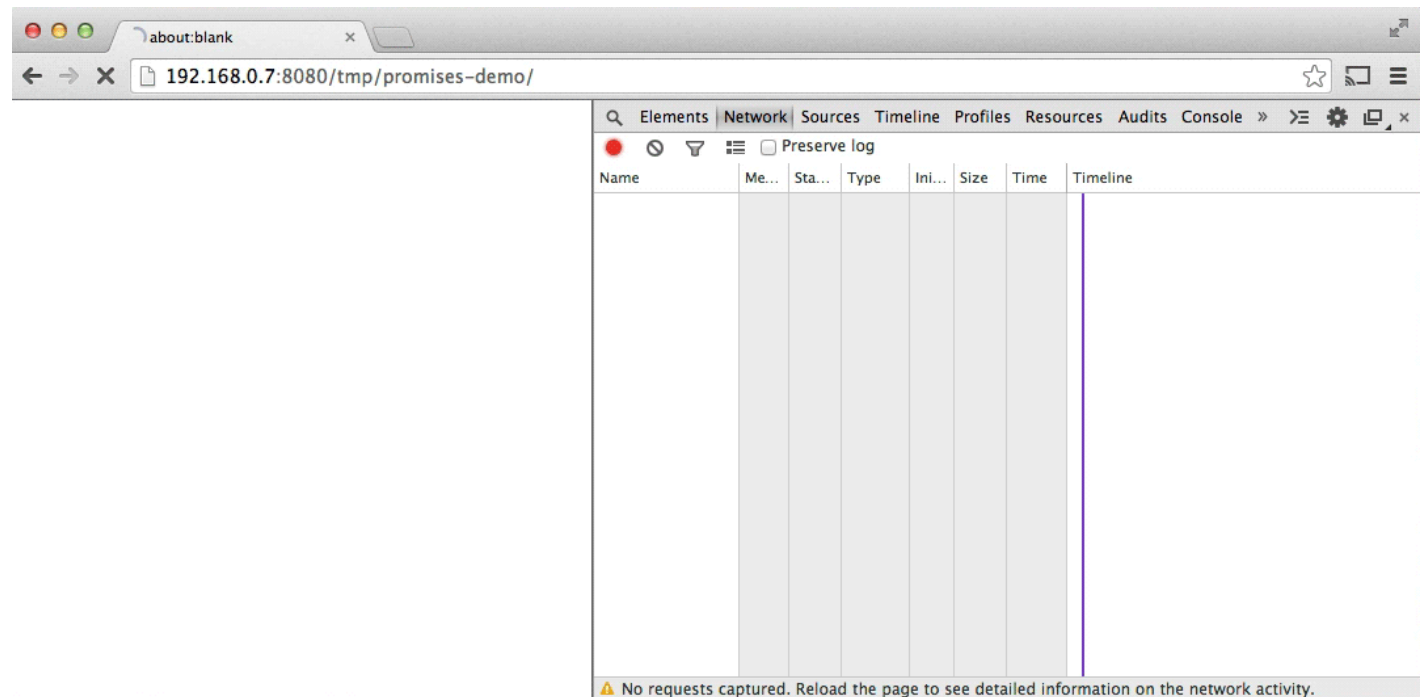 about:blank
192.168.0.7:8080/tmp/promises-demo/
Elements Network Sources Timeline Profiles Resources Audits Console »
Preserve log
Name Me... Sta... Type Ini... Size Time Timeline
No requests captured. Reload the page to see detailed information on the network activity.